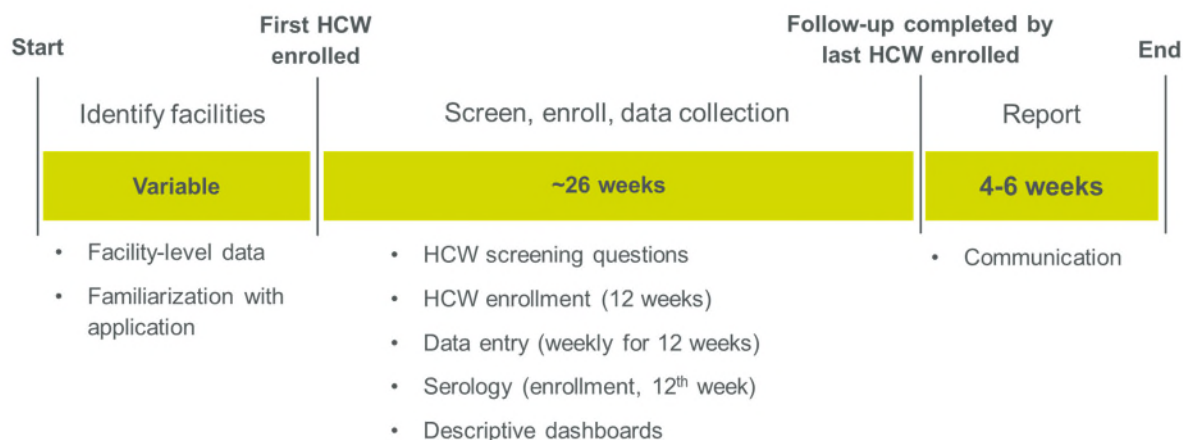 Start
First HCW
enrolled
Follow-up completed by
last HCW enrolled
End
Identify facilities
Screen, enroll, data collection
Report
Variable
~26 weeks
4-6 weeks
• Facility-level data
• Familiarization with
application
• HCW screening questions
• HCW enrollment (12 weeks)
• Data entry (weekly for 12 weeks)
• Serology (enrollment, 12th week)
• Descriptive dashboards
• Communication